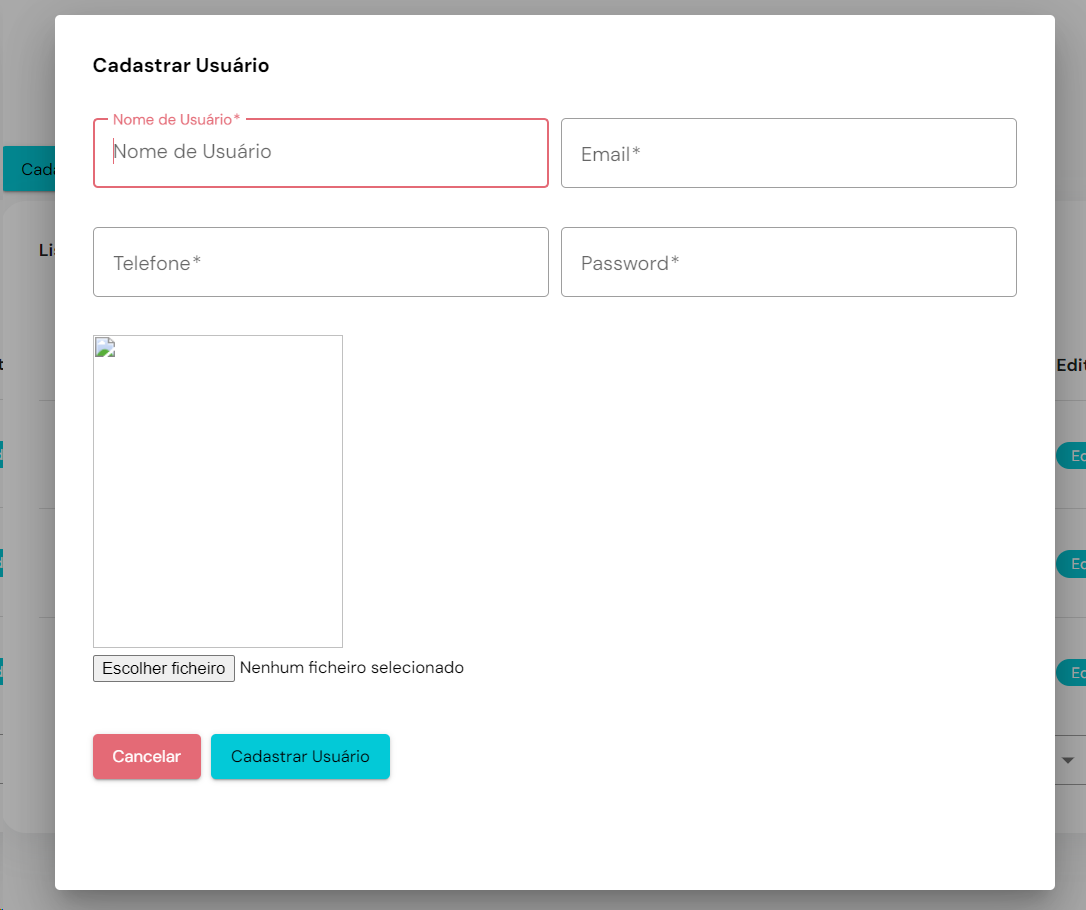 Cadastrar Usuário
Nome de Usuário*
Nome de Usuário
Email*
Telefone*
Password*
Escolher ficheiro Nenhum ficheiro selecionado
Cancelar
Cadastrar Usuário